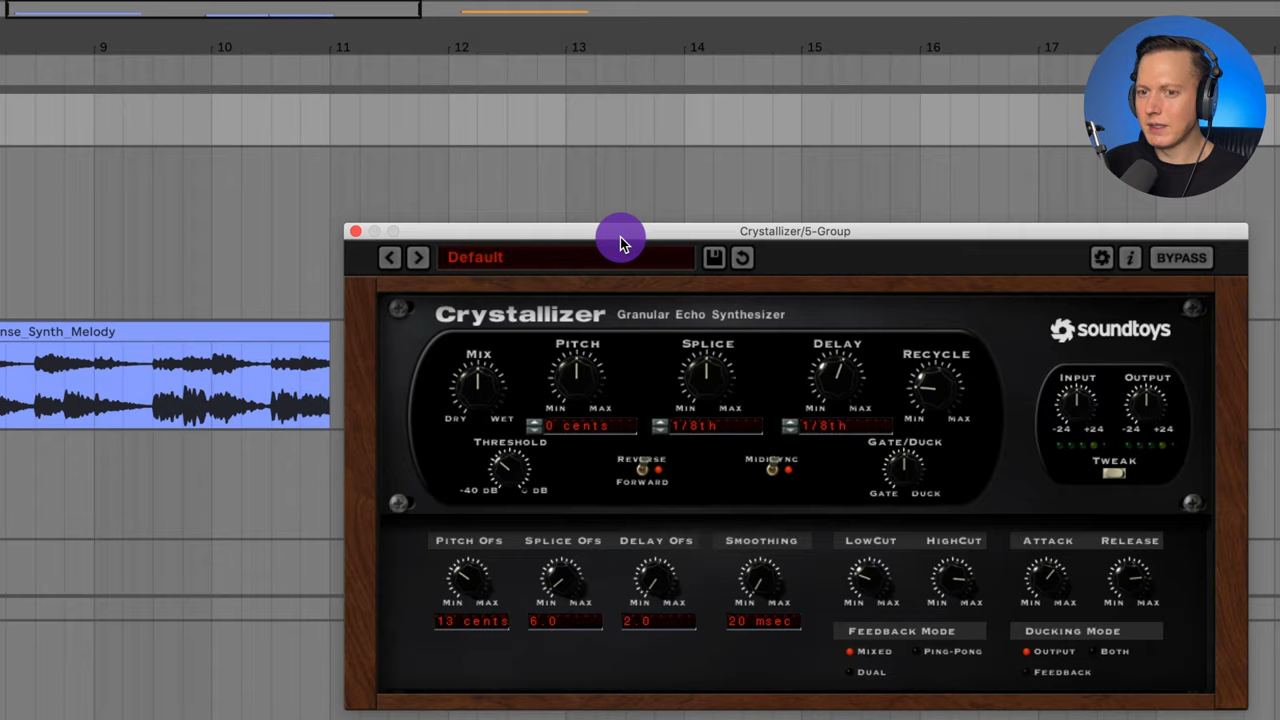 9 10 11 12 13 14 15 16 17
Crystallizer/5-Group
Default
BYPASS
Crystallizer Granular Echo Synthesizer
soundtoys
nse_Synth_Melody
MIX
DRY WET
PITCH
MIN MAX
0 cents
SPLICE
MIN MAX
1/8th
DELAY
MIN MAX
1/8th
RECYCLE
MIN MAX
INPUT
-24 +24
OUTPUT
-24 +24
TWEAK
THRESHOLD
-40 DB 0 DB
REVERSE
FORWARD
MIDI SYNC
GATE/DUCK
GATE DUCK
PITCH OFS
MIN MAX
13 cents
SPLICE OFS
MIN MAX
6.0
DELAY OFS
MIN MAX
2.0
SMOOTHING
MIN MAX
20 msec
LOWCUT
MIN MAX
HIGHCUT
MIN MAX
ATTACK
MIN MAX
RELEASE
MIN MAX
FEEDBACK MODE
MIXED PING-PONG
DUAL
DUCKING MODE
OUTPUT BOTH
FEEDBACK